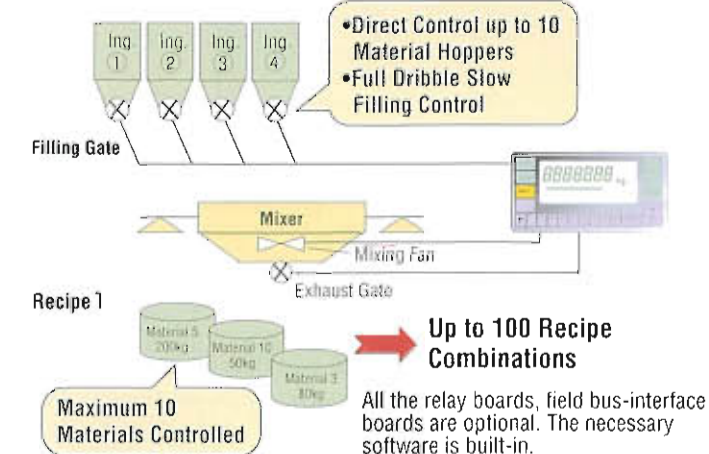 Ing. 1
Ing. 2
Ing. 3
Ing. 4
•Direct Control up to 10
Material Hoppers
•Full Dribble Slow
Filling Control
Filling Gate
8888888 kg
Mixer
Mixing Fan
Exhaust Gate
Recipe 1
Material 5
200kg
Material 10
50kg
Material 3
80kg
Up to 100 Recipe
Combinations
Maximum 10
Materials Controlled
All the relay boards, field bus-interface
boards are optional. The necessary
software is built-in.